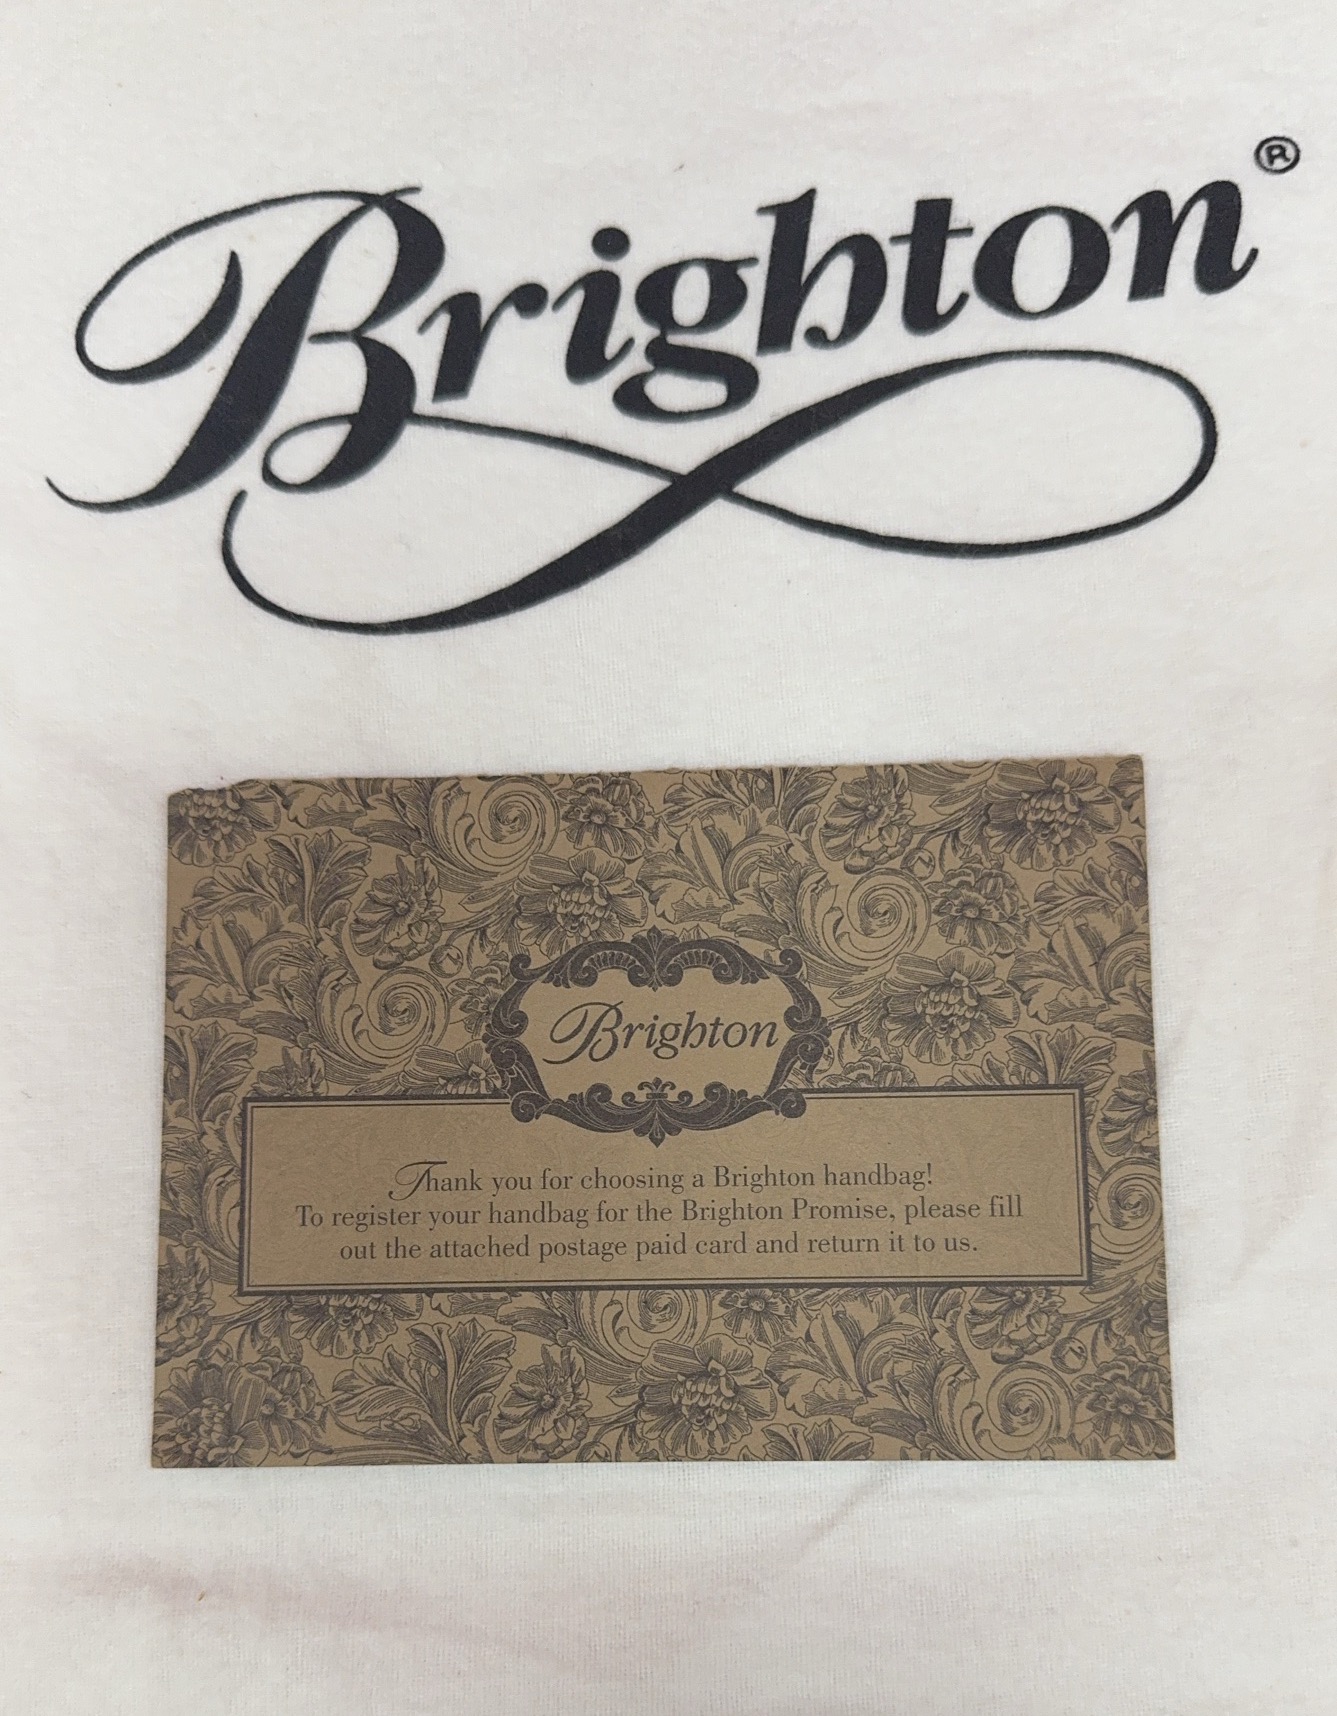 Brighton®
Brighton
Thank you for choosing a Brighton handbag!
To register your handbag for the Brighton Promise, please fill
out the attached postage paid card and return it to us.